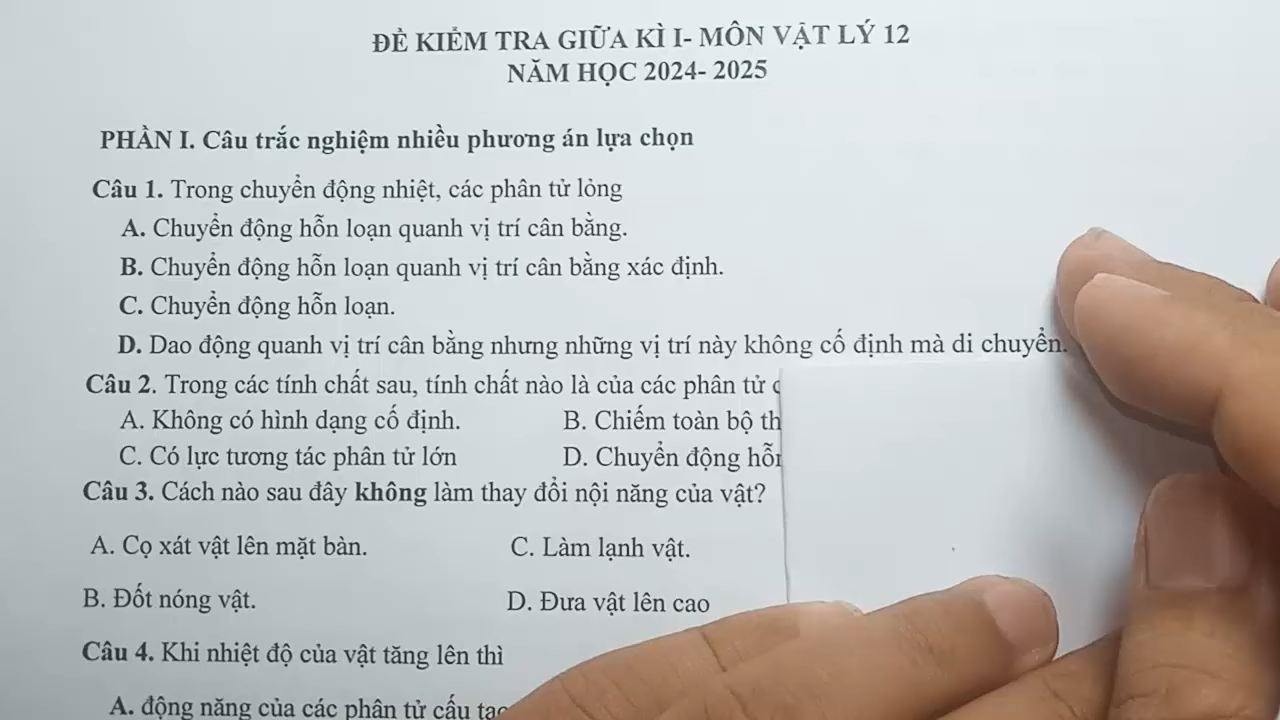 ĐỀ KIỂM TRA GIỮA KÌ I- MÔN VẬT LÝ 12
NĂM HỌC 2024- 2025
PHẦN I. Câu trắc nghiệm nhiều phương án lựa chọn
Câu 1. Trong chuyển động nhiệt, các phân tử lỏng
A. Chuyển động hỗn loạn quanh vị trí cân bằng.
B. Chuyển động hỗn loạn quanh vị trí cân bằng xác định.
C. Chuyển động hỗn loạn.
D. Dao động quanh vị trí cân bằng nhưng những vị trí này không cố định mà di chuyển.
Câu 2. Trong các tính chất sau, tính chất nào là của các phân tử
A. Không có hình dạng cố định. B. Chiếm toàn bộ
C. Có lực tương tác phân tử lớn D. Chuyển động
Câu 3. Cách nào sau đây không làm thay đổi nội năng của vật?
A. Cọ xát vật lên mặt bàn. C. Làm lạnh vật.
B. Đốt nóng vật. D. Đưa vật lên cao
Câu 4. Khi nhiệt độ của vật tăng lên thì
A. động năng của các phân tử cấu